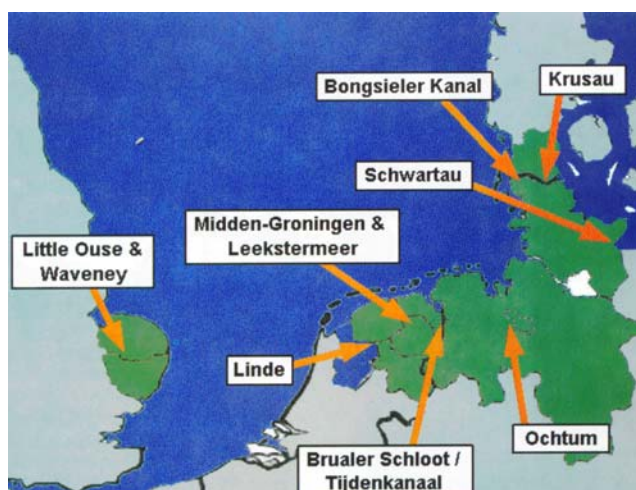 Bongsieler Kanal
Krusau
Schwartau
Midden-Groningen &
Leekstermeer
Little Ouse &
Waveney
Linde
Ochtum
Brualer Schloot /
Tijdenkanaal